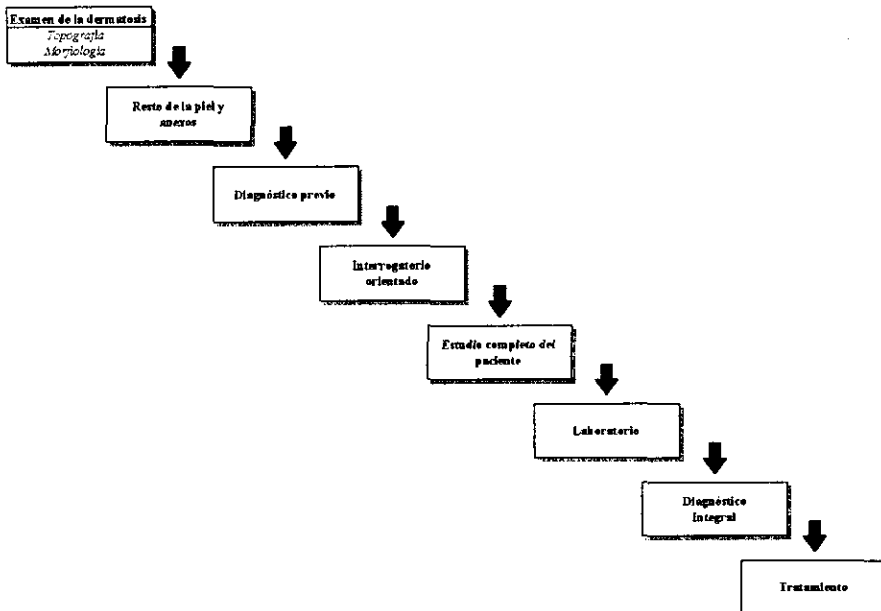 Examen de la dermatosis
Topografía
Morfología
Resto de la piel y
anexos
Diagnóstico previo
Interrogatorio
orientado
Estudio completo del
paciente
Laboratorio
Diagnóstico
Integral
Tratamiento